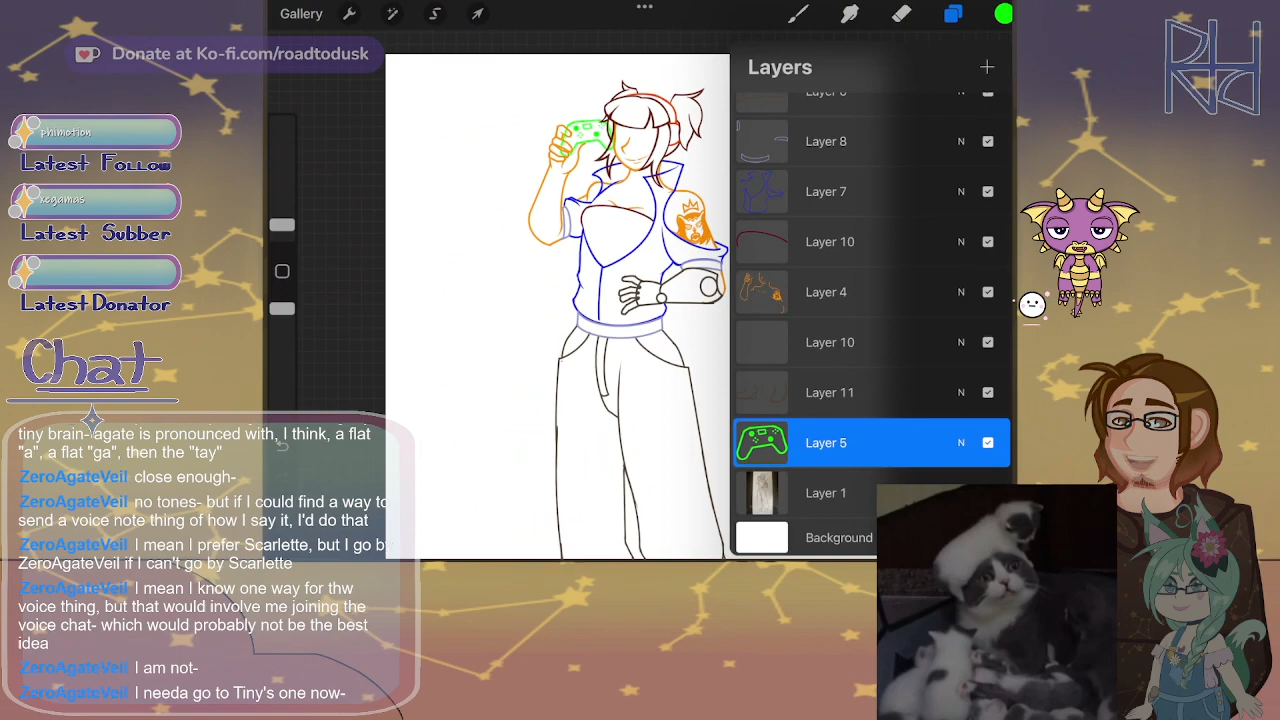 Gallery
Donate at Ko-fi.com/roadtodusk
Layers
Layer 8
Layer 7
Layer 10
Layer 4
Layer 10
Layer 11
Layer 5
Layer 1
Background
N
N
N
N
N
N
N
N
phimotion
Latest Follow
xegamas
Latest Subber
Latest Donator
Chat
tiny brain- agate is pronounced with, I think, a flat
"a", a flat "ga", then the "tay"
ZeroAgateVeil close enough-
ZeroAgateVeil no tones- but if I could find a way to
send a voice note thing of how I say it, I'd do that
ZeroAgateVeil I mean I prefer Scarlette, but I go by
ZeroAgateVeil if I can't go by Scarlette
ZeroAgateVeil I mean I know one way for thw
voice thing, but that would involve me joining the
voice chat- which would probably not be the best
idea
ZeroAgateVeil I am not-
ZeroAgateVeil I needa go to Tiny's one now-